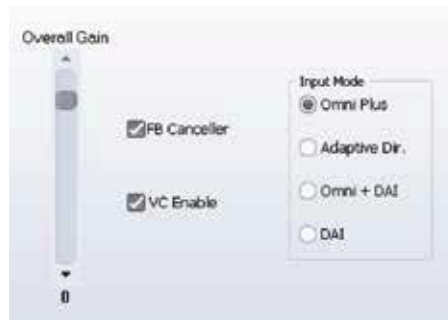 Overall Gain
FB Canceller
VC Enable
0
Input Mode
Omni Plus
Adaptive Dir.
Omni + DAI
DAI